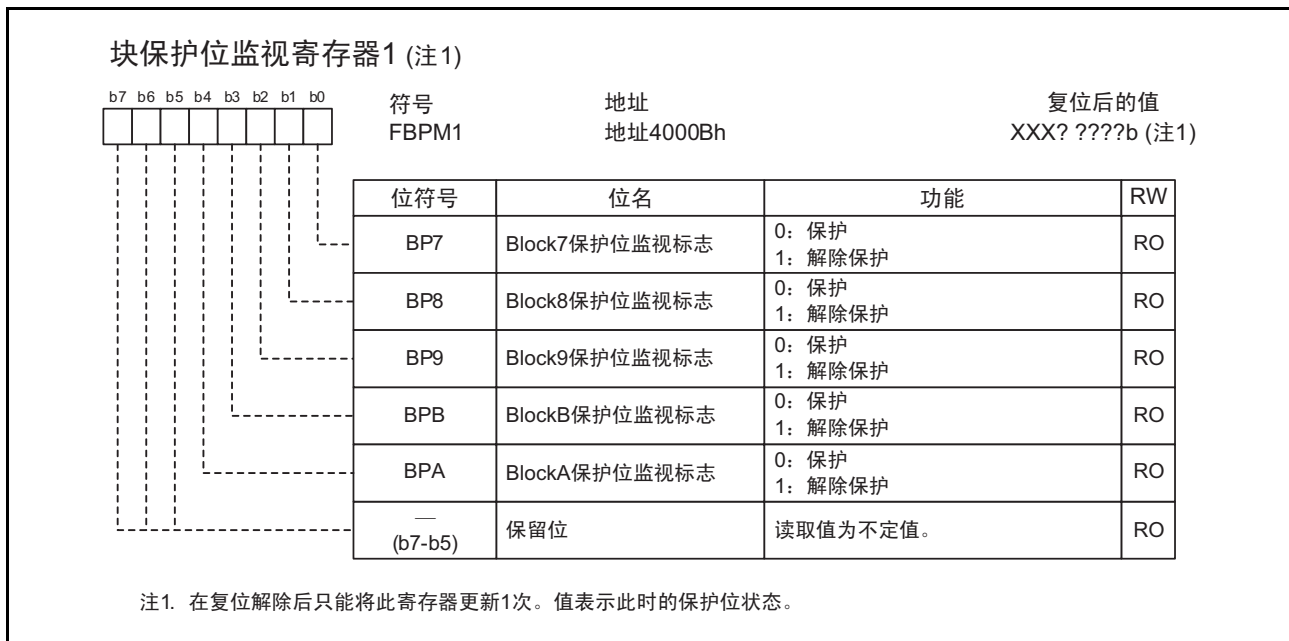 块保护位监视寄存器1 (注1)
b7 b6 b5 b4 b3 b2 b1 b0
符号 地址 复位后的值
FBPM1 地址4000Bh XXX? ????b (注1)
位符号 位名 功能 RW
BP7 Block7保护位监视标志 0：保护
1：解除保护 RO
BP8 Block8保护位监视标志 0：保护
1：解除保护 RO
BP9 Block9保护位监视标志 0：保护
1：解除保护 RO
BPB BlockB保护位监视标志 0：保护
1：解除保护 RO
BPA BlockA保护位监视标志 0：保护
1：解除保护 RO
—
(b7-b5) 保留位 读取值为不定值。 RO
注1. 在复位解除后只能将此寄存器更新1次。值表示此时的保护位状态。